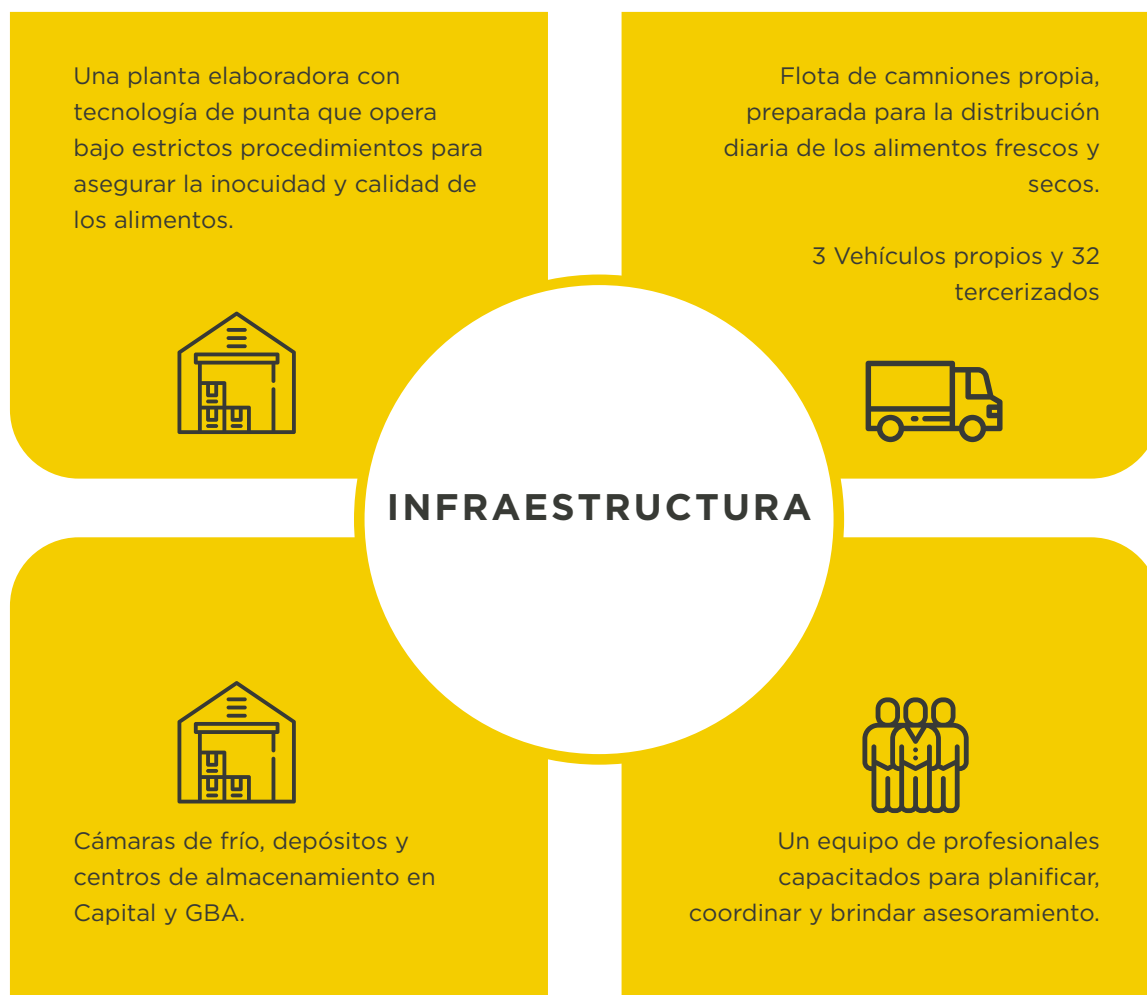 Una planta elaboradora con
tecnología de punta que opera
bajo estrictos procedimientos para
asegurar la inocuidad y calidad de
los alimentos.
Flota de camniones propia,
preparada para la distribución
diaria de los alimentos frescos y
secos.
3 Vehículos propios y 32
tercerizados
INFRAESTRUCTURA
Cámaras de frío, depósitos y
centros de almacenamiento en
Capital y GBA.
Un equipo de profesionales
capacitados para planificar,
coordinar y brindar asesoramiento.